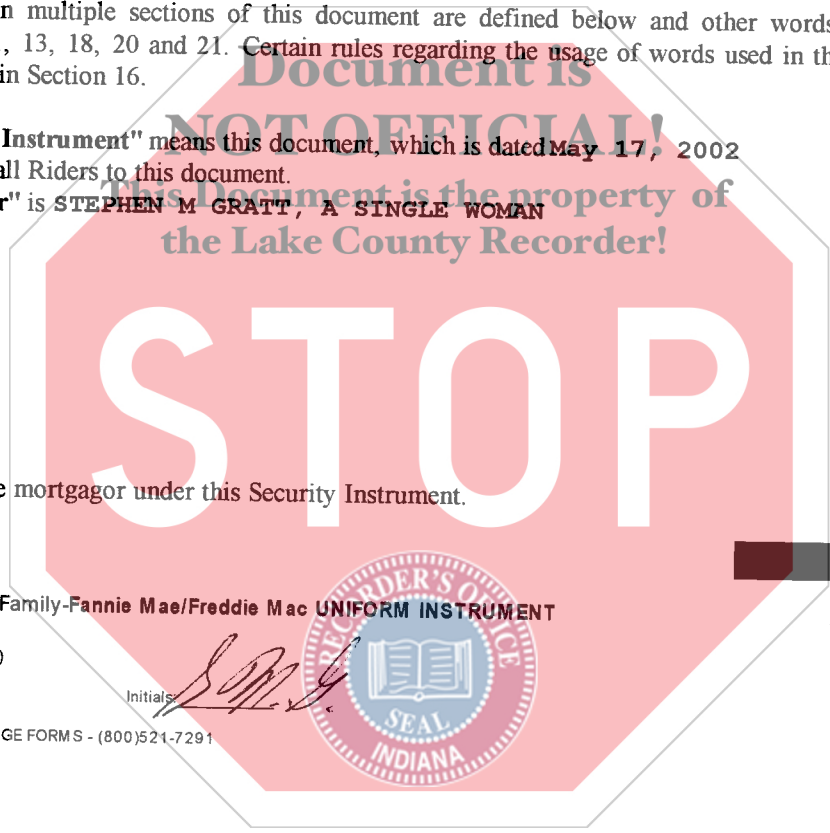 n multiple sections of this document are defined below and other words
, 13, 18, 20 and 21. Certain rules regarding the usage of words used in th
in Section 16.
Document is
NOT OFFICIAL!
Instrument" means this document, which is dated May 17, 2002
all Riders to this document.
This Document is the property of
r" is STEPHEN M GRATT, A SINGLE WOMAN
the Lake County Recorder!
STOP
e mortgagor under this Security Instrument.
Family-Fannie Mae/Freddie Mac UNIFORM INSTRUMENT
)
Initials: S M. G.
GE FORMS - (800)521-7291
RECORDER'S OFFICE
SEAL
INDIANA